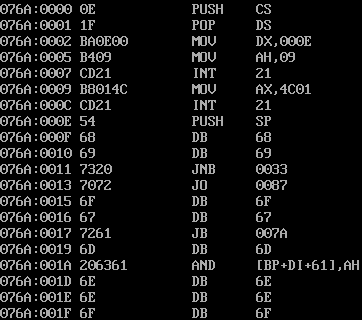 076A:0000 0E PUSH CS
076A:0001 1F POP DS
076A:0002 BA0E00 MOV DX,000E
076A:0005 B409 MOV AH,09
076A:0007 CD21 INT 21
076A:0009 B8014C MOV AX,4C01
076A:000C CD21 INT 21
076A:000E 54 PUSH SP
076A:000F 68 DB 68
076A:0010 69 DB 69
076A:0011 7320 JNB 0033
076A:0013 7072 JO 0087
076A:0015 6F DB 6F
076A:0016 67 DB 67
076A:0017 7261 JB 007A
076A:0019 6D DB 6D
076A:001A 206361 AND [BP+DI+61],AH
076A:001D 6E DB 6E
076A:001E 6E DB 6E
076A:001F 6F DB 6F